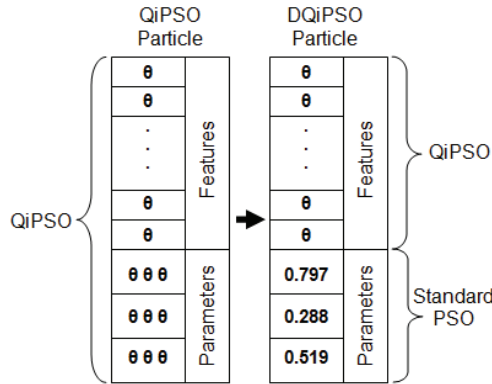 QiPSO
Particle
DQiPSO
Particle
θ
θ
.
.
.
θ
θ
Features
θ θ θ
θ θ θ
θ θ θ
Parameters
QiPSO
θ
θ
.
.
.
θ
θ
Features
0.797
0.288
0.519
Parameters
QiPSO
Standard
PSO